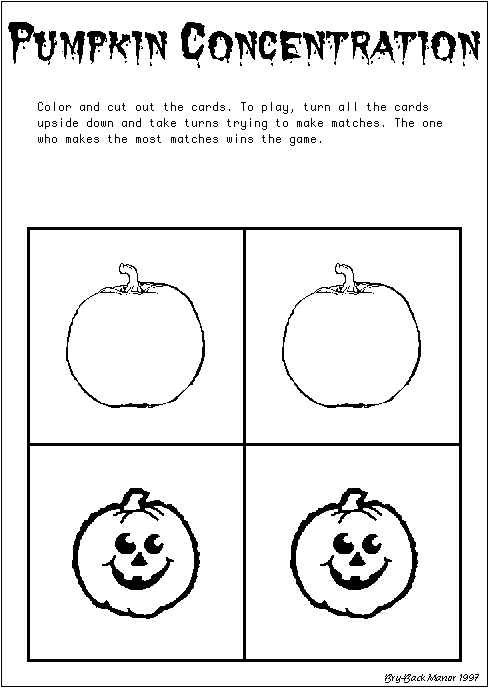 PUMPKIN CONCENTRATION
Color and cut out the cards. To play, turn all the cards
upside down and take turns trying to make matches. The one
who makes the most matches wins the game.
Bry-Back Manor 1997